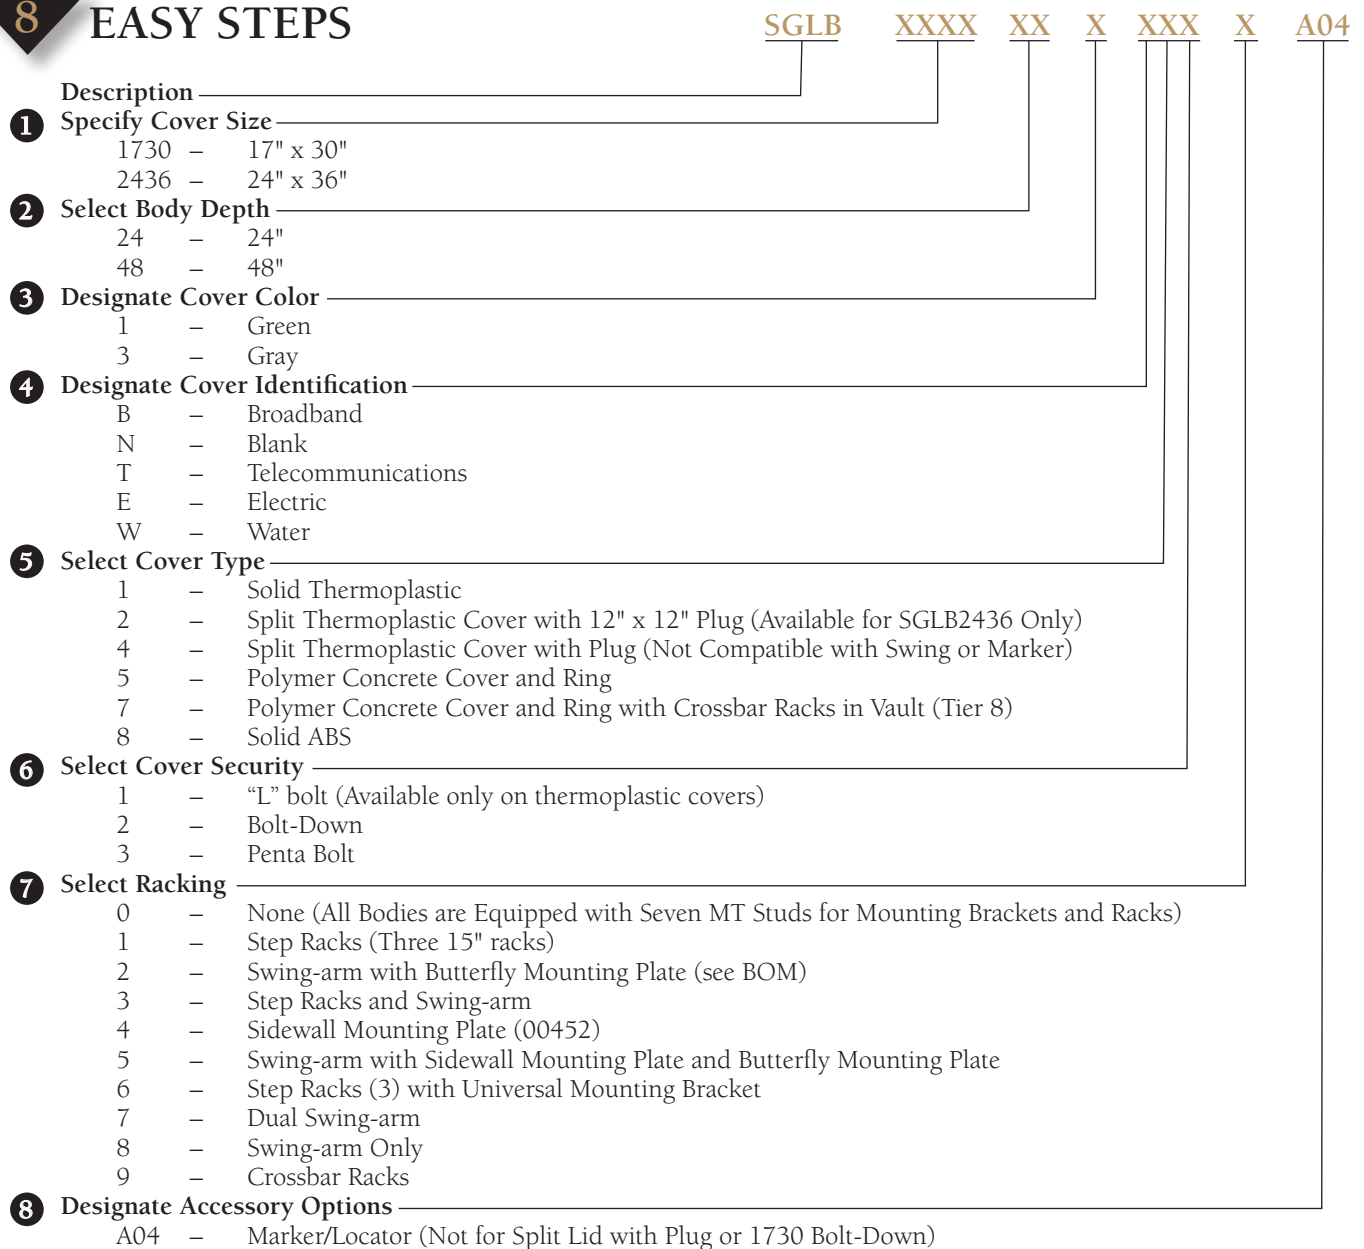 8 EASY STEPS SGLB XXXX XX X XXX X A04
Description
1 Specify Cover Size
1730 – 17" x 30"
2436 – 24" x 36"
2 Select Body Depth
24 – 24"
48 – 48"
3 Designate Cover Color
1 – Green
3 – Gray
4 Designate Cover Identification
B – Broadband
N – Blank
T – Telecommunications
E – Electric
W – Water
5 Select Cover Type
1 – Solid Thermoplastic
2 – Split Thermoplastic Cover with 12" x 12" Plug (Available for SGLB2436 Only)
4 – Split Thermoplastic Cover with Plug (Not Compatible with Swing or Marker)
5 – Polymer Concrete Cover and Ring
7 – Polymer Concrete Cover and Ring with Crossbar Racks in Vault (Tier 8)
8 – Solid ABS
6 Select Cover Security
1 – “L” bolt (Available only on thermoplastic covers)
2 – Bolt-Down
3 – Penta Bolt
7 Select Racking
0 – None (All Bodies are Equipped with Seven MT Studs for Mounting Brackets and Racks)
1 – Step Racks (Three 15" racks)
2 – Swing-arm with Butterfly Mounting Plate (see BOM)
3 – Step Racks and Swing-arm
4 – Sidewall Mounting Plate (00452)
5 – Swing-arm with Sidewall Mounting Plate and Butterfly Mounting Plate
6 – Step Racks (3) with Universal Mounting Bracket
7 – Dual Swing-arm
8 – Swing-arm Only
9 – Crossbar Racks
8 Designate Accessory Options
A04 – Marker/Locator (Not for Split Lid with Plug or 1730 Bolt-Down)